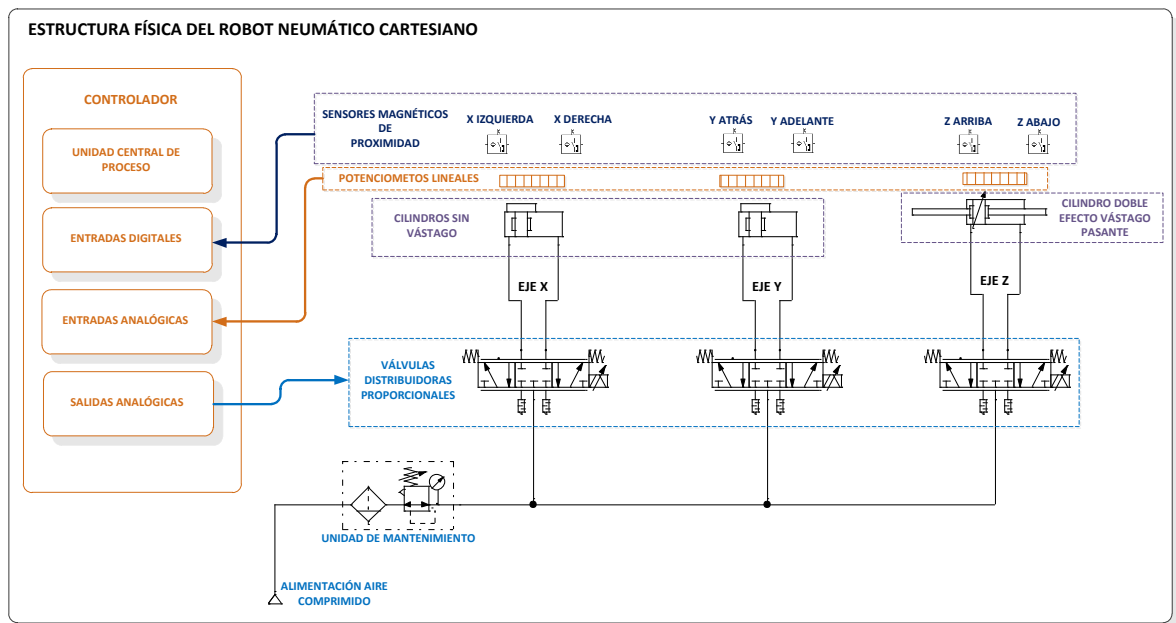 ESTRUCTURA FÍSICA DEL ROBOT NEUMÁTICO CARTESIANO
CONTROLADOR
UNIDAD CENTRAL DE
PROCESO
ENTRADAS DIGITALES
ENTRADAS ANALÓGICAS
SALIDAS ANALÓGICAS
SENSORES MAGNÉTICOS
DE
PROXIMIDAD
X IZQUIERDA
X DERECHA
Y ATRÁS
Y ADELANTE
Z ARRIBA
Z ABAJO
POTENCIOMETOS LINEALES
CILINDROS SIN
VÁSTAGO
CILINDRO DOBLE
EFECTO VÁSTAGO
PASANTE
EJE X
EJE Y
EJE Z
VÁLVULAS
DISTRIBUIDORAS
PROPORCIONALES
UNIDAD DE MANTENIMIENTO
ALIMENTACIÓN AIRE
COMPRIMIDO